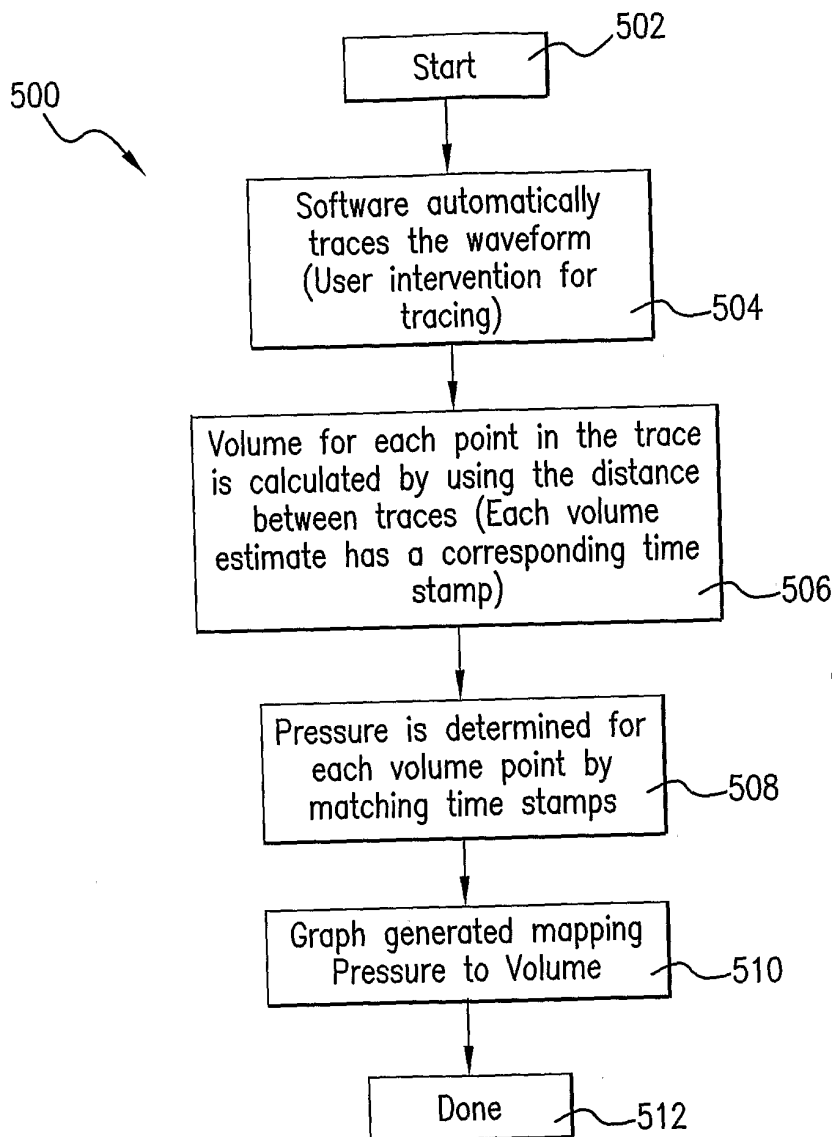 502
Start
500
Software automatically
traces the waveform
(User intervention for
tracing)
504
Volume for each point in the trace
is calculated by using the distance
between traces (Each volume
estimate has a corresponding time
stamp)
506
Pressure is determined for
each volume point by
matching time stamps
508
Graph generated mapping
Pressure to Volume
510
Done
512